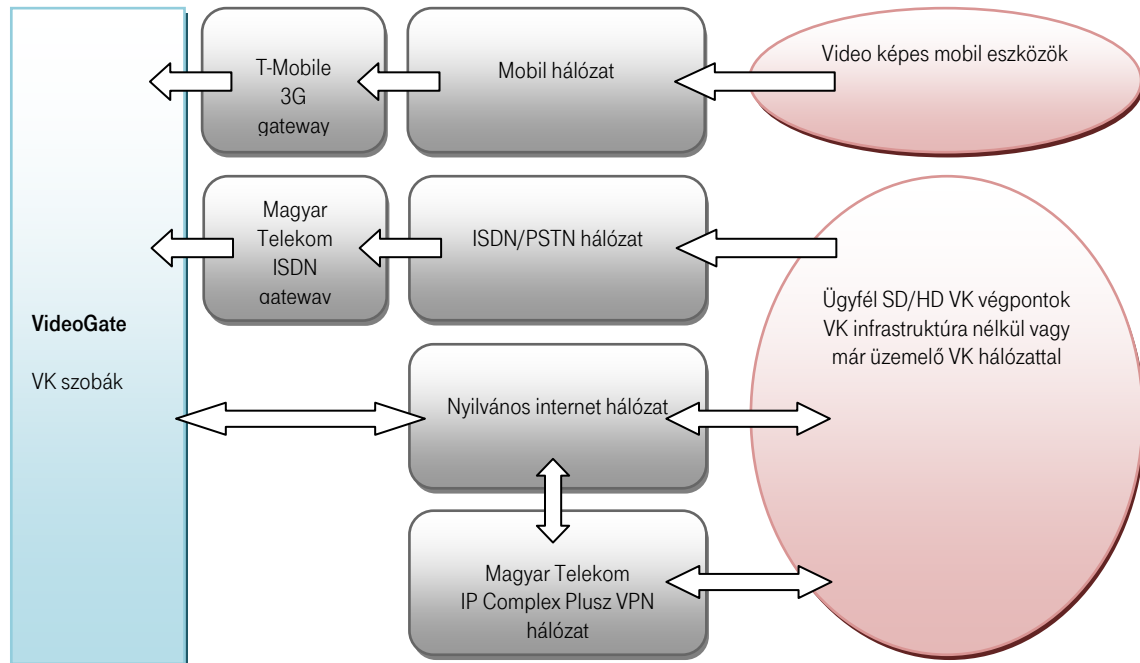 T-Mobile
3G
gateway
Mobil hálózat
Video képes mobil eszközök
Magyar
Telekom
ISDN
gateway
ISDN/PSTN hálózat
Ügyfél SD/HD VK végpontok
VK infrastruktúra nélkül vagy
már üzemelő VK hálózattal
VideoGate
VK szobák
Nyilvános internet hálózat
Magyar Telekom
IP Complex Plusz VPN
hálózat